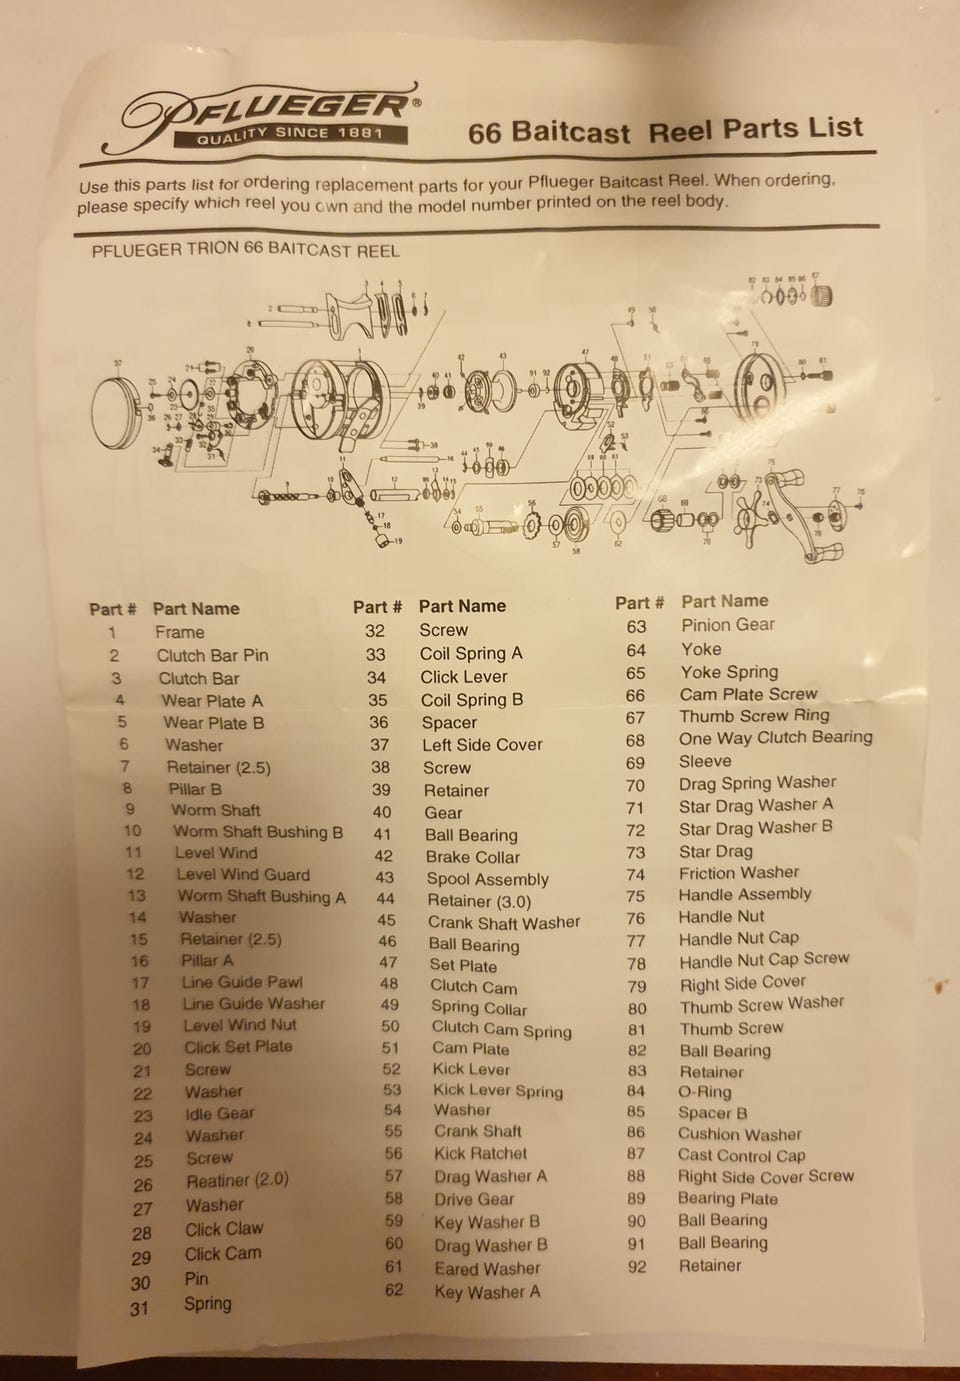 PFLUEGER®
QUALITY SINCE 1881
66 Baitcast Reel Parts List
Use this parts list for ordering replacement parts for your Pflueger Baitcast Reel. When ordering,
please specify which reel you own and the model number printed on the reel body.
PFLUEGER TRION 66 BAITCAST REEL
Part # Part Name
1 Frame
2 Clutch Bar Pin
3 Clutch Bar
4 Wear Plate A
5 Wear Plate B
6 Washer
7 Retainer (2.5)
8 Pillar B
9 Worm Shaft
10 Worm Shaft Bushing B
11 Level Wind
12 Level Wind Guard
13 Worm Shaft Bushing A
14 Washer
15 Retainer (2.5)
16 Pillar A
17 Line Guide Pawl
18 Line Guide Washer
19 Level Wind Nut
20 Click Set Plate
21 Screw
22 Washer
23 Idle Gear
24 Washer
25 Screw
26 Reatiner (2.0)
27 Washer
28 Click Claw
29 Click Cam
30 Pin
31 Spring
Part # Part Name
32 Screw
33 Coil Spring A
34 Click Lever
35 Coil Spring B
36 Spacer
37 Left Side Cover
38 Screw
39 Retainer
40 Gear
41 Ball Bearing
42 Brake Collar
43 Spool Assembly
44 Retainer (3.0)
45 Crank Shaft Washer
46 Ball Bearing
47 Set Plate
48 Clutch Cam
49 Spring Collar
50 Clutch Cam Spring
51 Cam Plate
52 Kick Lever
53 Kick Lever Spring
54 Washer
55 Crank Shaft
56 Kick Ratchet
57 Drag Washer A
58 Drive Gear
59 Key Washer B
60 Drag Washer B
61 Eared Washer
62 Key Washer A
Part # Part Name
63 Pinion Gear
64 Yoke
65 Yoke Spring
66 Cam Plate Screw
67 Thumb Screw Ring
68 One Way Clutch Bearing
69 Sleeve
70 Drag Spring Washer
71 Star Drag Washer A
72 Star Drag Washer B
73 Star Drag
74 Friction Washer
75 Handle Assembly
76 Handle Nut
77 Handle Nut Cap
78 Handle Nut Cap Screw
79 Right Side Cover
80 Thumb Screw Washer
81 Thumb Screw
82 Ball Bearing
83 Retainer
84 O-Ring
85 Spacer B
86 Cushion Washer
87 Cast Control Cap
88 Right Side Cover Screw
89 Bearing Plate
90 Ball Bearing
91 Ball Bearing
92 Retainer